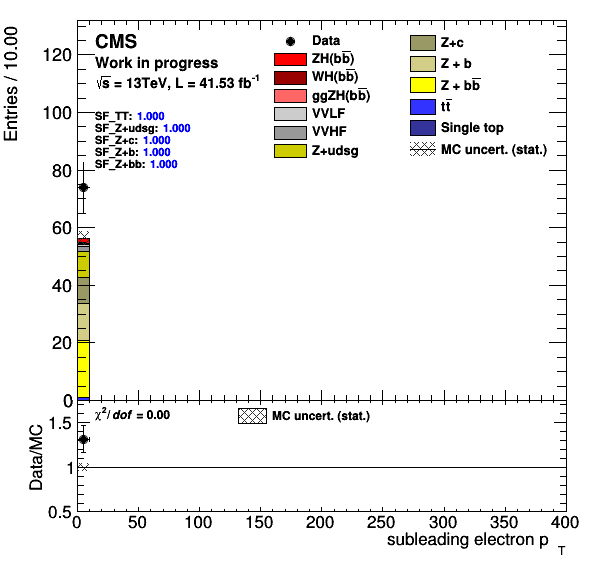 CMS
Work in progress
√s = 13TeV, L = 41.53 fb⁻¹
SF_TT: 1.000
SF_Z+udsg: 1.000
SF_Z+c: 1.000
SF_Z+b: 1.000
SF_Z+bb: 1.000
Data
ZH(bb̅)
WH(bb̅)
ggZH(bb̅)
VVLF
VVHF
Z+udsg
Z+c
Z + b
Z + bb̅
tt̅
Single top
MC uncert. (stat.)
Entries / 10.00
120
100
80
60
40
20
0
χ²/dof = 0.00
MC uncert. (stat.)
Data/MC
1.5
1
0.5
0 50 100 150 200 250 300 350 400
subleading electron p_T